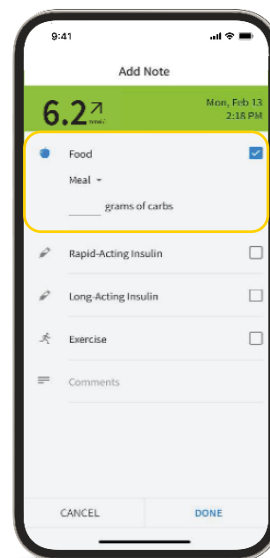 9:41
Add Note
6.2
Mon, Feb 13
2:18 PM
Food
Meal
____ grams of carbs
Rapid-Acting Insulin
Long-Acting Insulin
Exercise
Comments
CANCEL DONE